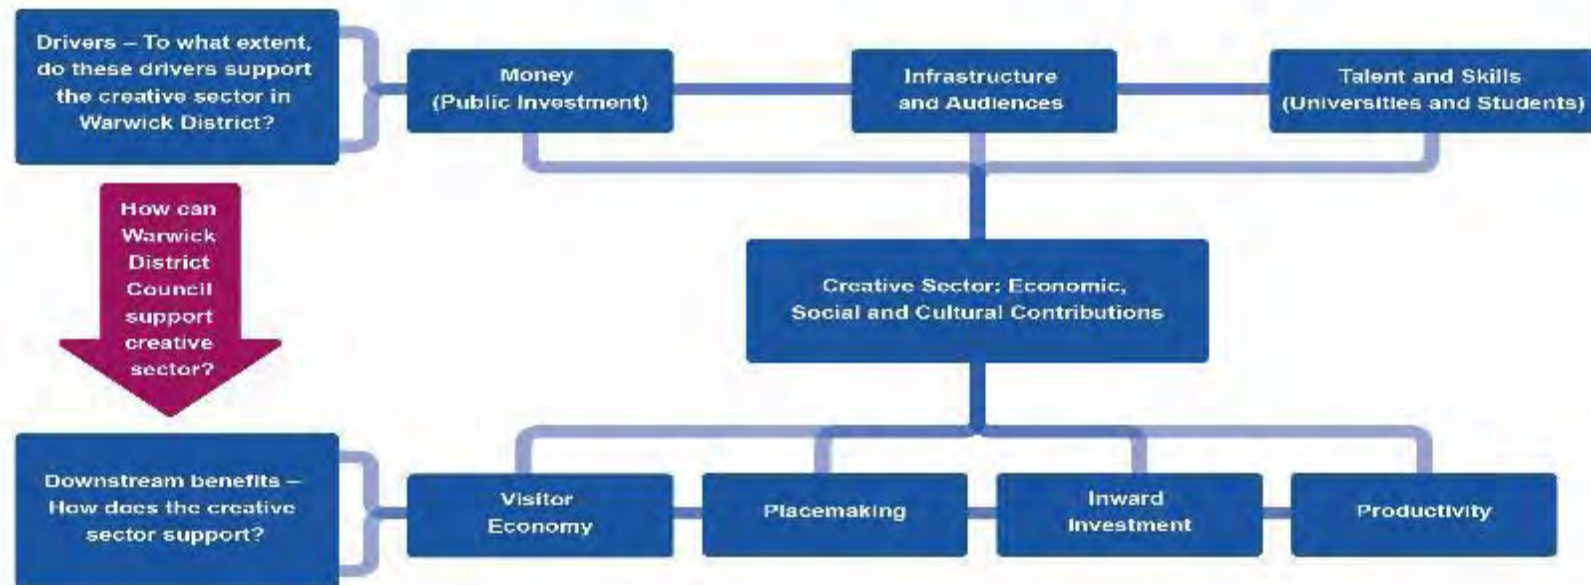 Drivers – To what extent,
do these drivers support
the creative sector in
Warwick District?
Money
(Public Investment)
Infrastructure
and Audiences
Talent and Skills
(Universities and Students)
How can
Warwick
District
Council
support
creative
sector?
Creative Sector: Economic,
Social and Cultural Contributions
Downstream benefits –
How does the creative
sector support?
Visitor
Economy
Placemaking
Inward
Investment
Productivity